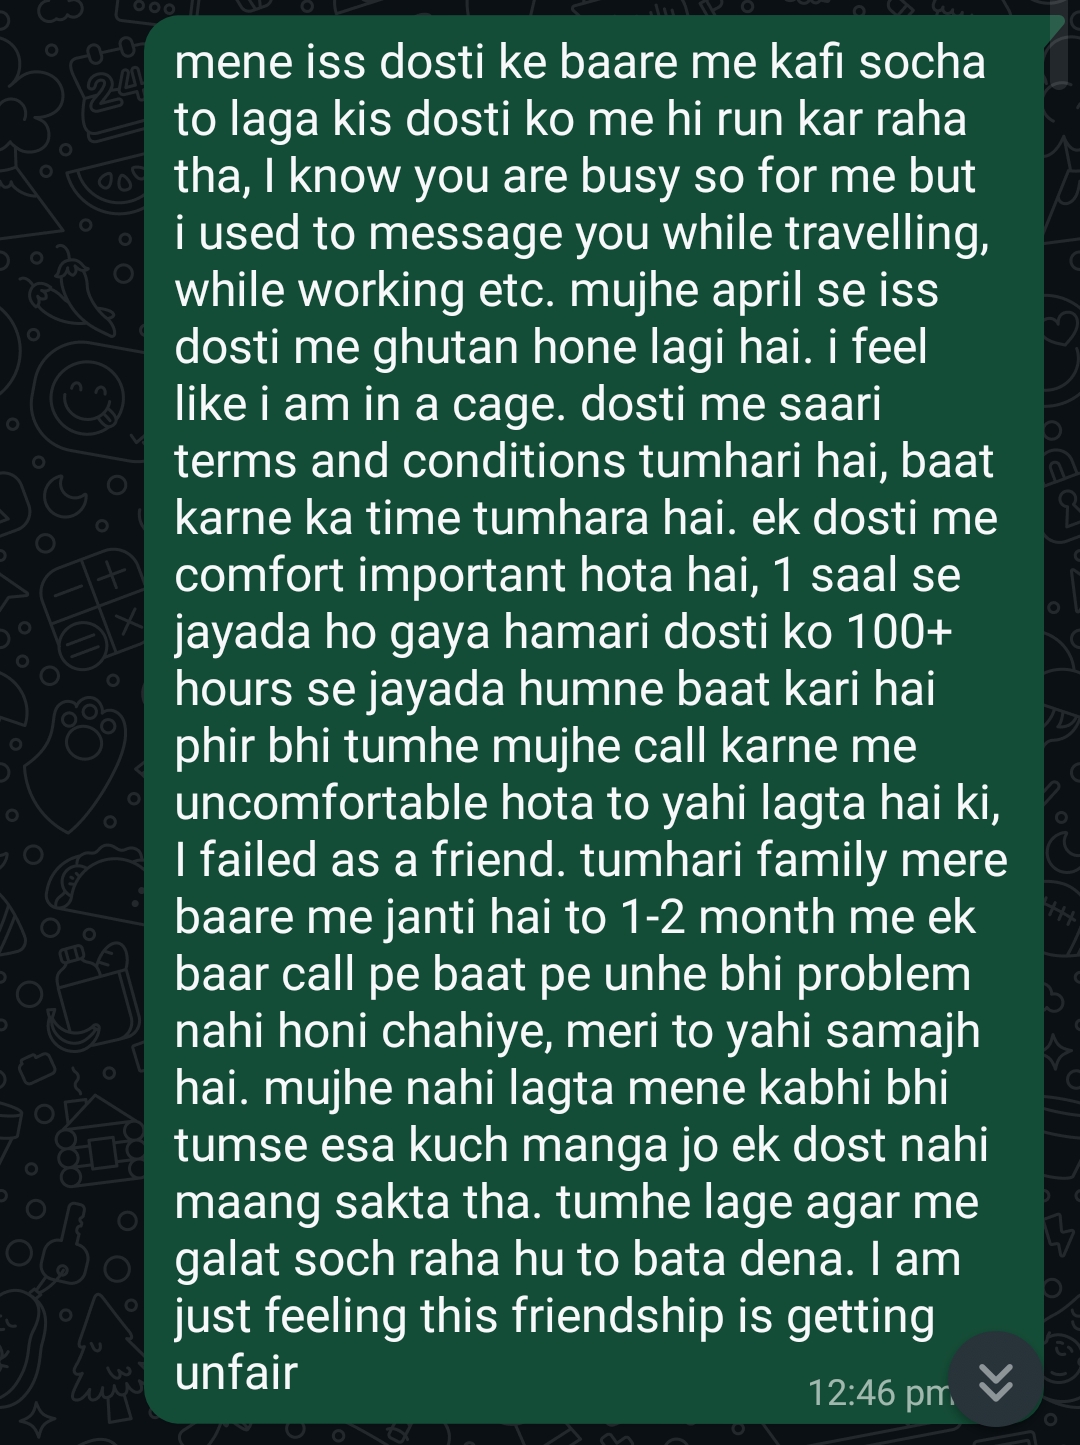 mene iss dosti ke baare me kafi socha
to laga kis dosti ko me hi run kar raha
tha, I know you are busy so for me but
i used to message you while travelling,
while working etc. mujhe april se iss
dosti me ghutan hone lagi hai. i feel
like i am in a cage. dosti me saari
terms and conditions tumhari hai, baat
karne ka time tumhara hai. ek dosti me
comfort important hota hai, 1 saal se
jayada ho gaya hamari dosti ko 100+
hours se jayada humne baat kari hai
phir bhi tumhe mujhe call karne me
uncomfortable hota to yahi lagta hai ki,
I failed as a friend. tumhari family mere
baare me janti hai to 1-2 month me ek
baar call pe baat pe unhe bhi problem
nahi honi chahiye, meri to yahi samajh
hai. mujhe nahi lagta mene kabhi bhi
tumse esa kuch manga jo ek dost nahi
maang sakta tha. tumhe lage agar me
galat soch raha hu to bata dena. I am
just feeling this friendship is getting
unfair
12:46 pm